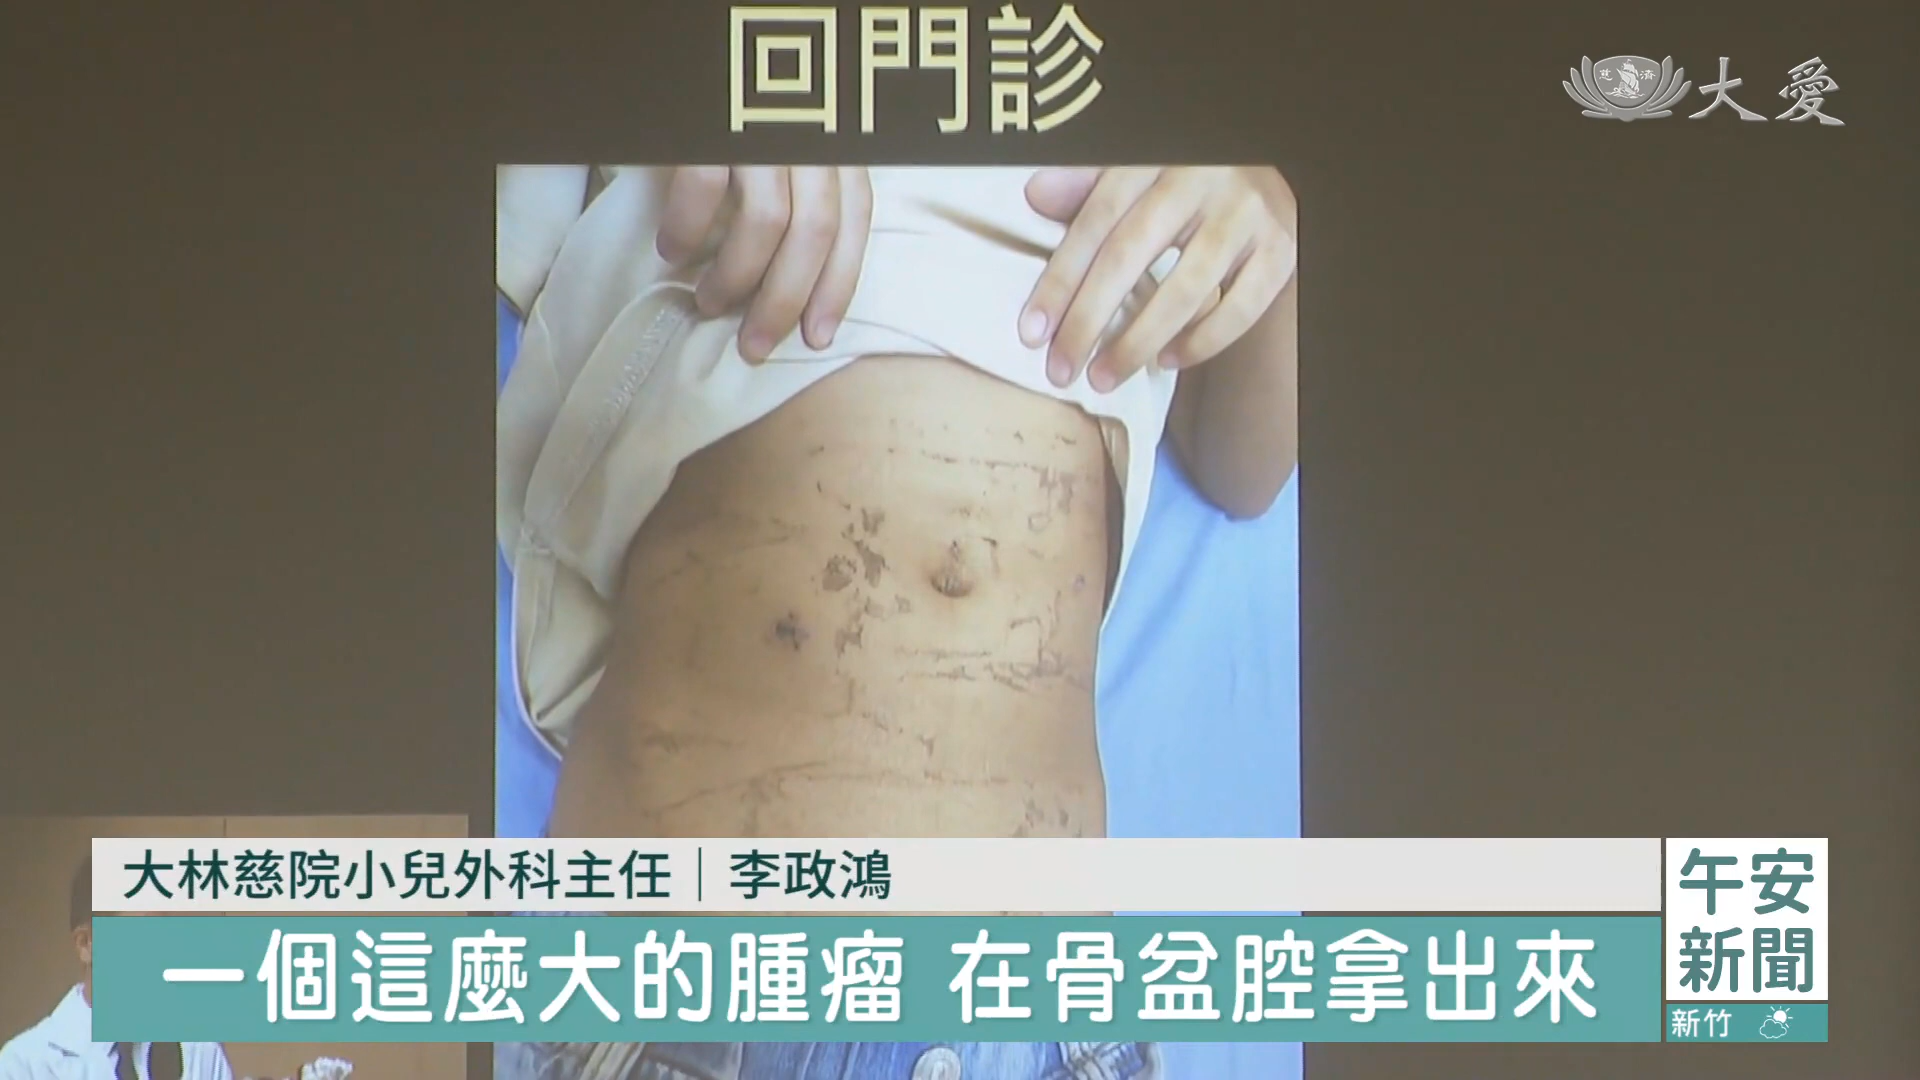 回門診
慈濟
大愛
大林慈院小兒外科主任｜李政鴻
一個這麼大的腫瘤 在骨盆腔拿出來
午安
新聞
新竹